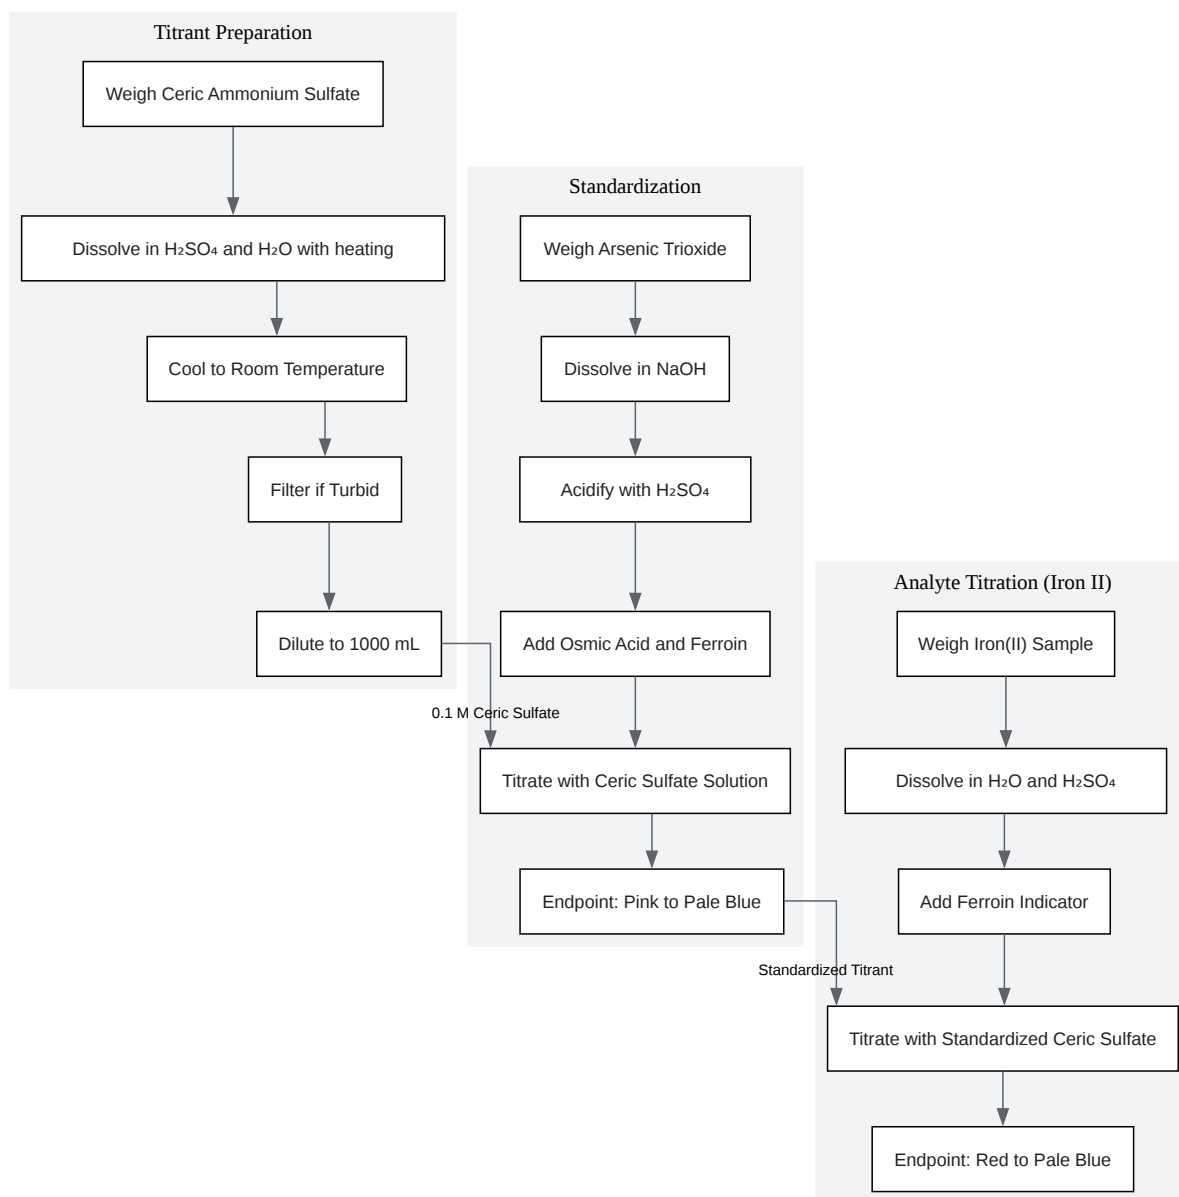 Titrant Preparation
Weigh Ceric Ammonium Sulfate
Dissolve in H₂SO₄ and H₂O with heating
Cool to Room Temperature
Filter if Turbid
Dilute to 1000 mL
0.1 M Ceric Sulfate
Standardization
Weigh Arsenic Trioxide
Dissolve in NaOH
Acidify with H₂SO₄
Add Osmic Acid and Ferroin
Titrate with Ceric Sulfate Solution
Endpoint: Pink to Pale Blue
Standardized Titrant
Analyte Titration (Iron II)
Weigh Iron(II) Sample
Dissolve in H₂O and H₂SO₄
Add Ferroin Indicator
Titrate with Standardized Ceric Sulfate
Endpoint: Red to Pale Blue